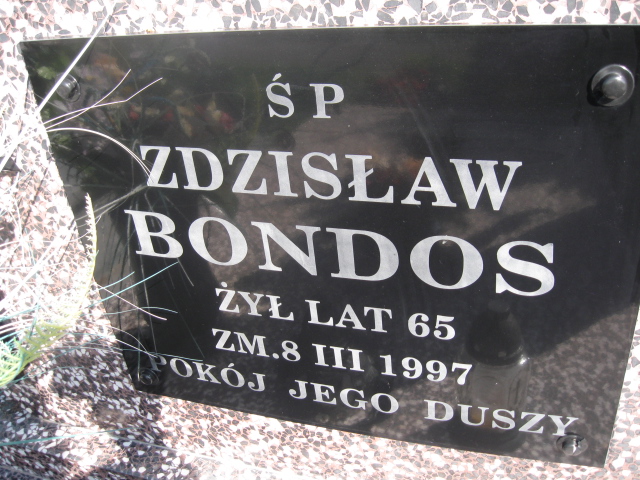 ŚP
ZDZISŁAW
BONDOS
ŻYŁ LAT 65
ZM.8 III 1997
POKÓJ JEGO DUSZY